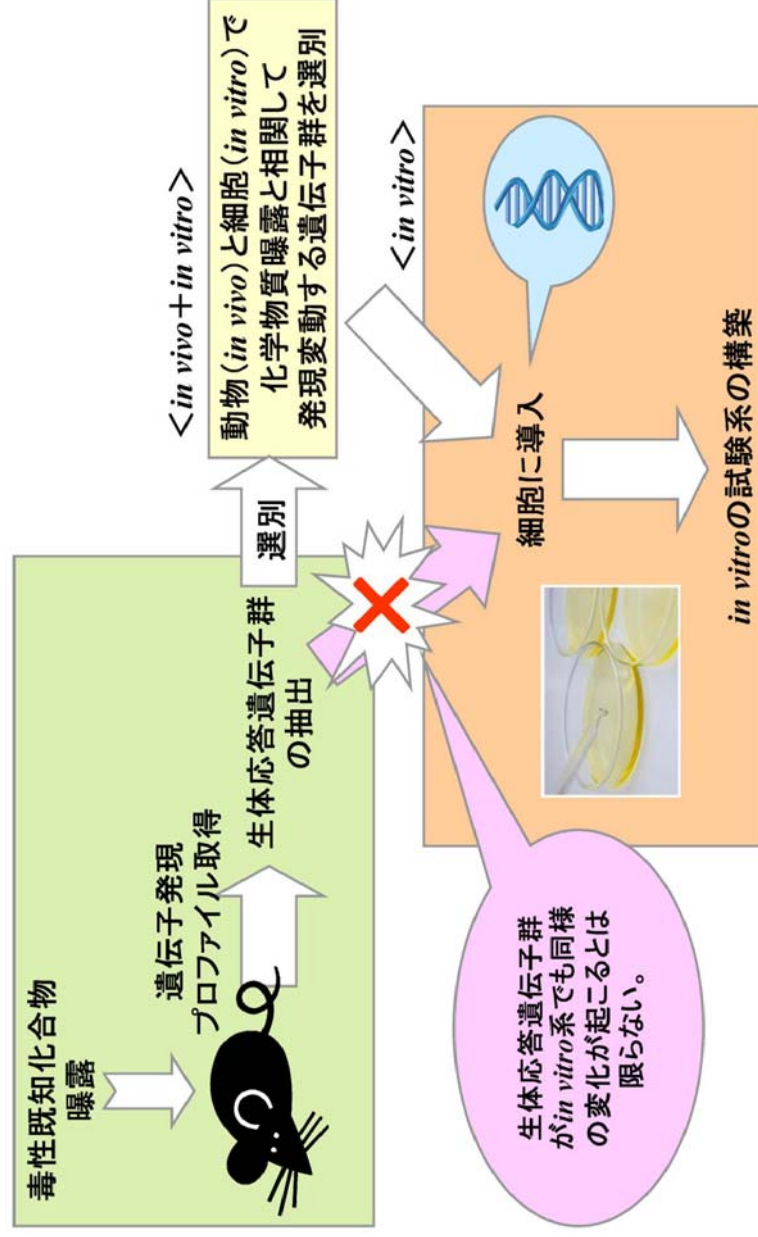 毒性既知化合物
曝露
遺伝子発現
プロファイル取得
生体応答遺伝子群
の抽出
選別
＜in vivo＋in vitro＞
動物(in vivo)と細胞(in vitro)で
化学物質曝露と相関して
発現変動する遺伝子群を選別
生体応答遺伝子群
がin vitro系でも同様
の変化が起こるとは
限らない。
＜in vitro＞
細胞に導入
in vitroの試験系の構築